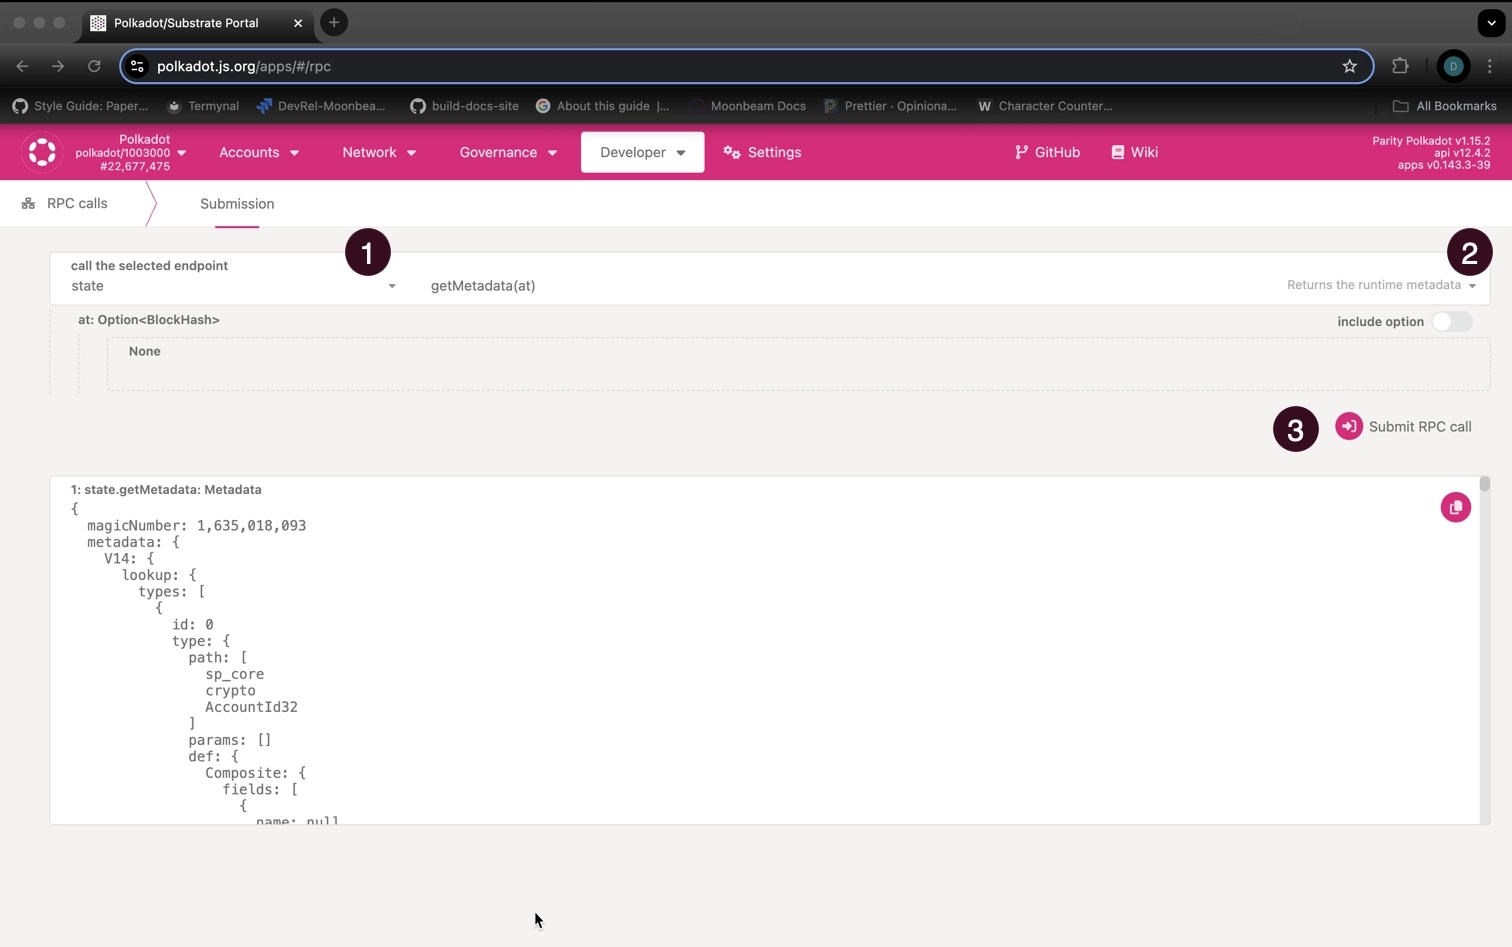 Polkadot/Substrate Portal
polkadot.js.org/apps/#/rpc
D
Style Guide: Paper...
Termynal
DevRel-Moonbea...
build-docs-site
About this guide |...
Moonbeam Docs
Prettier · Opiniona...
W Character Counter...
All Bookmarks
Polkadot
polkadot/1003000
#22,677,475
Accounts
Network
Governance
Developer
Settings
GitHub
Wiki
Parity Polkadot v1.15.2
api v12.4.2
apps v0.143.3-39
RPC calls
Submission
1
2
call the selected endpoint
state
getMetadata(at)
Returns the runtime metadata
at: Option<BlockHash>
include option
None
3
Submit RPC call
1: state.getMetadata: Metadata
{
magicNumber: 1,635,018,093
metadata: {
V14: {
lookup: {
types: [
{
id: 0
type: {
path: [
sp_core
crypto
AccountId32
]
params: []
def: {
Composite: {
fields: [
{
name: null